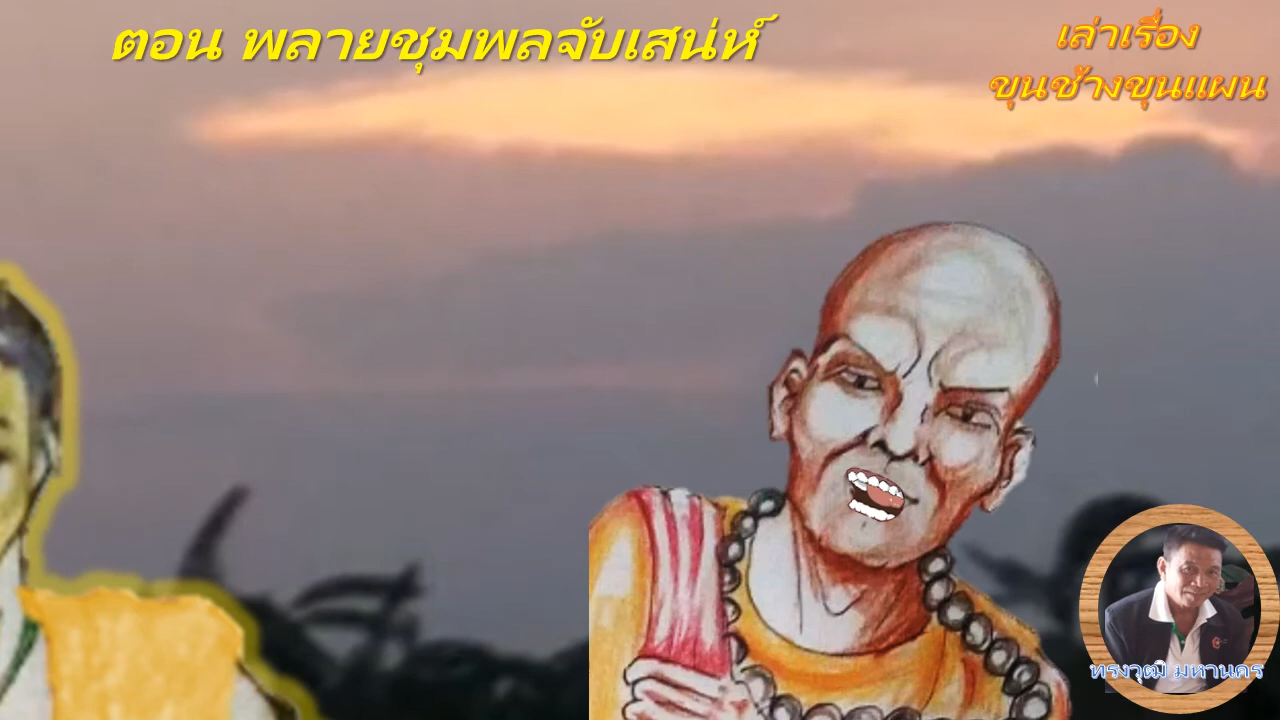 ตอน พลายชุมพลจับเสน่ห์
เล่าเรื่อง
ขุนช้างขุนแผน
ทรงวุฒิ มหานคร